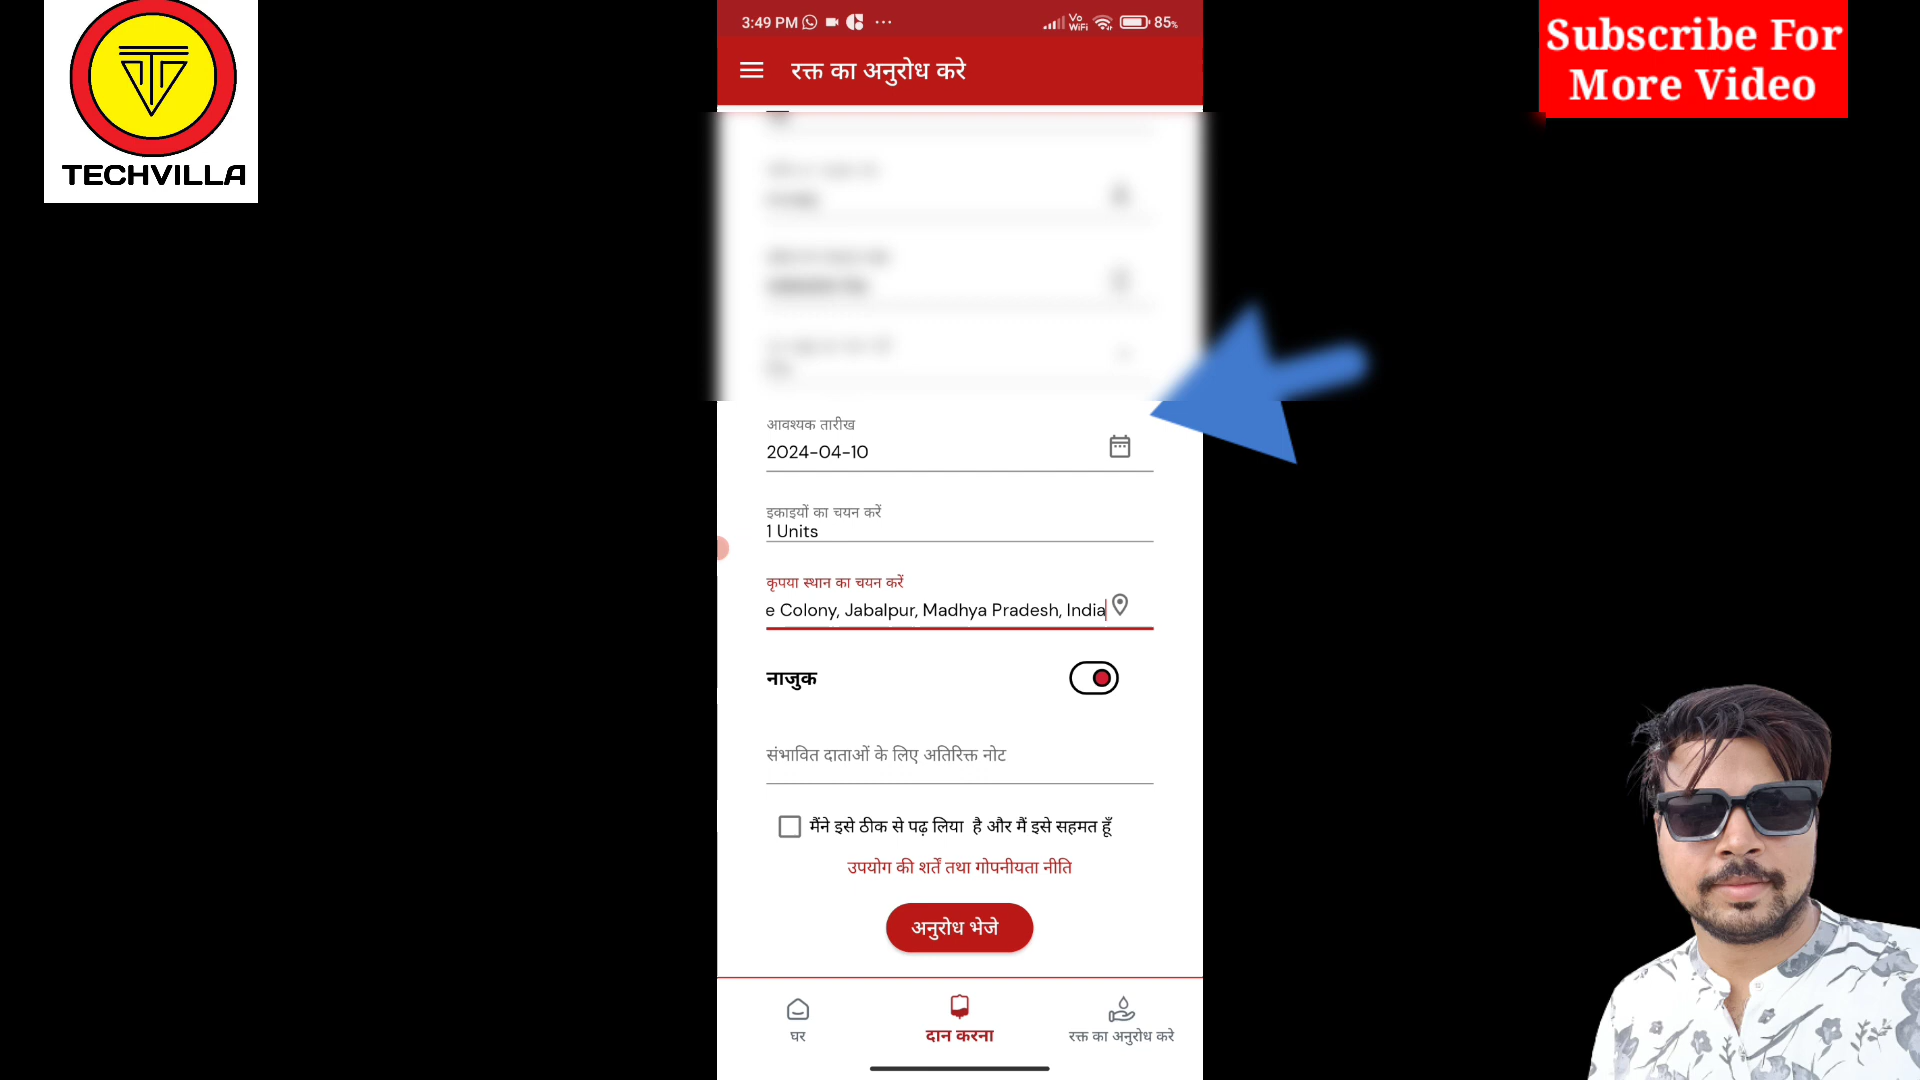 TECHVILLA
Subscribe For
More Video
3:49 PM
Vo
WiFi
85%
रक्त का अनुरोध करे
आवश्यक तारीख
2024-04-10
इकाइयों का चयन करें
1 Units
कृपया स्थान का चयन करें
e Colony, Jabalpur, Madhya Pradesh, India
नाजुक
संभावित दाताओं के लिए अतिरिक्त नोट
मैंने इसे ठीक से पढ़ लिया है और मैं इसे सहमत हूँ
उपयोग की शर्तें तथा गोपनीयता नीति
अनुरोध भेजे
घर
दान करना
रक्त का अनुरोध करे